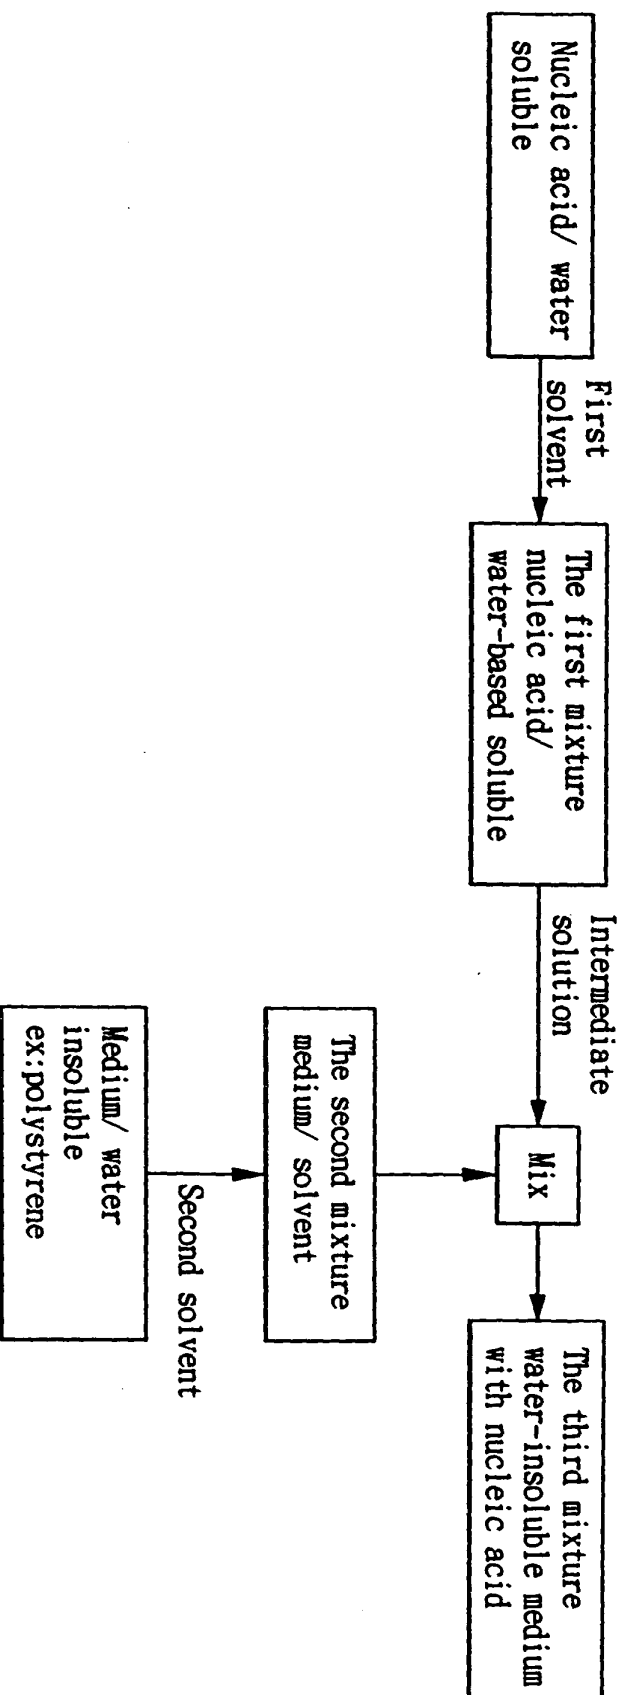 Nucleic acid/ water
soluble
First
solvent
The first mixture
nucleic acid/
water-based soluble
Intermediate
solution
Mix
The third mixture
water-insoluble medium
with nucleic acid
The second mixture
medium/ solvent
Second solvent
Medium/ water
insoluble
ex:polystyrene